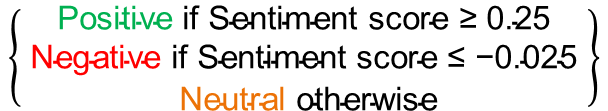 Positive if Sentiment score ≥ 0.25
Negative if Sentiment score ≤ −0.025
Neutral otherwise